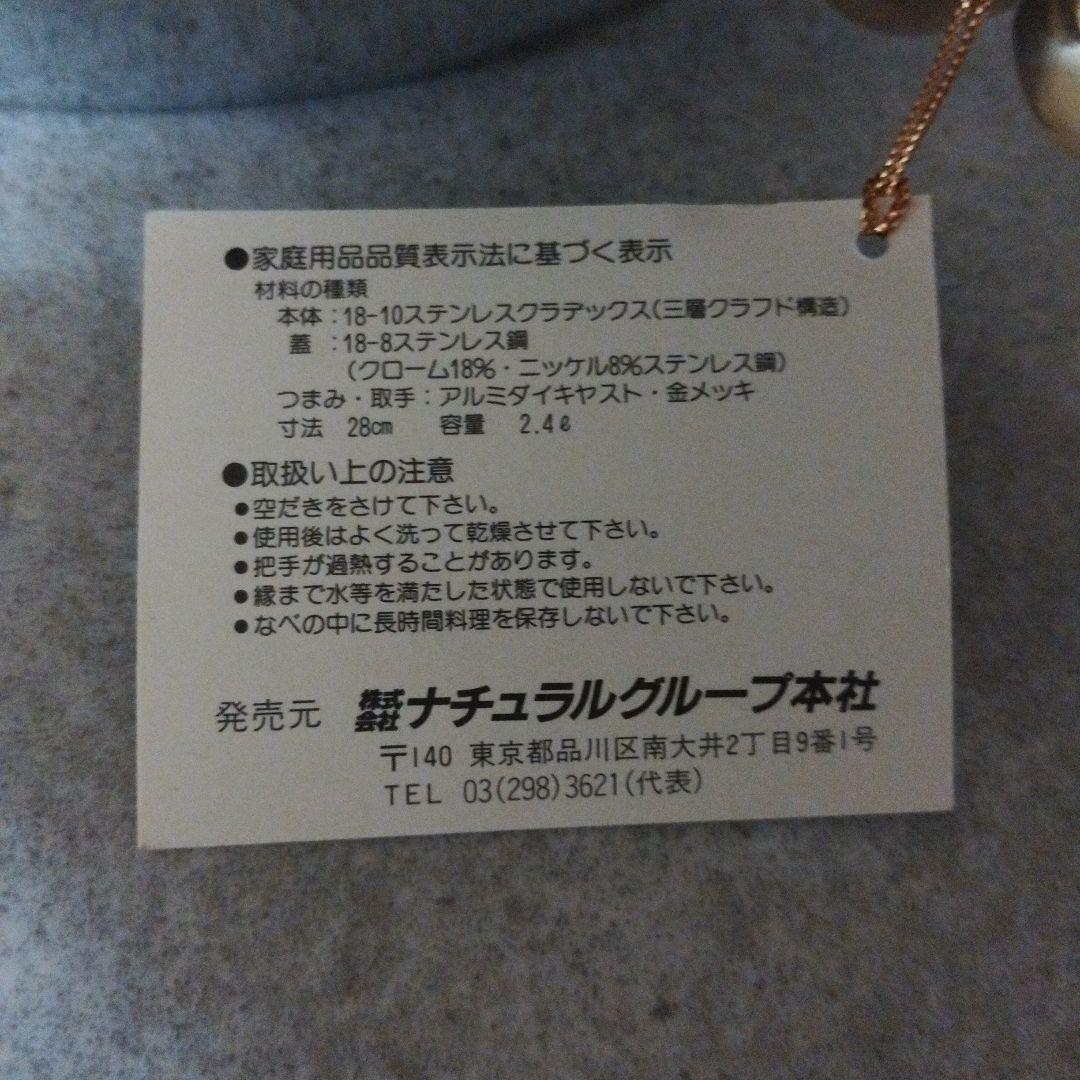 ●家庭用品品質表示法に基づく表示
材料の種類
本体：18-10ステンレスクラデックス(三層クラフド構造)
蓋：18-8ステンレス鋼
(クローム18%・ニッケル8%ステンレス鋼)
つまみ・取手：アルミダイキヤスト・金メッキ
寸法 28cm 容量 2.4ℓ
●取扱い上の注意
●空だきをさけて下さい。
●使用後はよく洗って乾燥させて下さい。
●把手が過熱することがあります。
●縁まで水等を満たした状態で使用しないで下さい。
●なべの中に長時間料理を保存しないで下さい。
発売元 株式会社ナチュラルグループ本社
〒140 東京都品川区南大井2丁目9番1号
TEL 03(298)3621(代表)